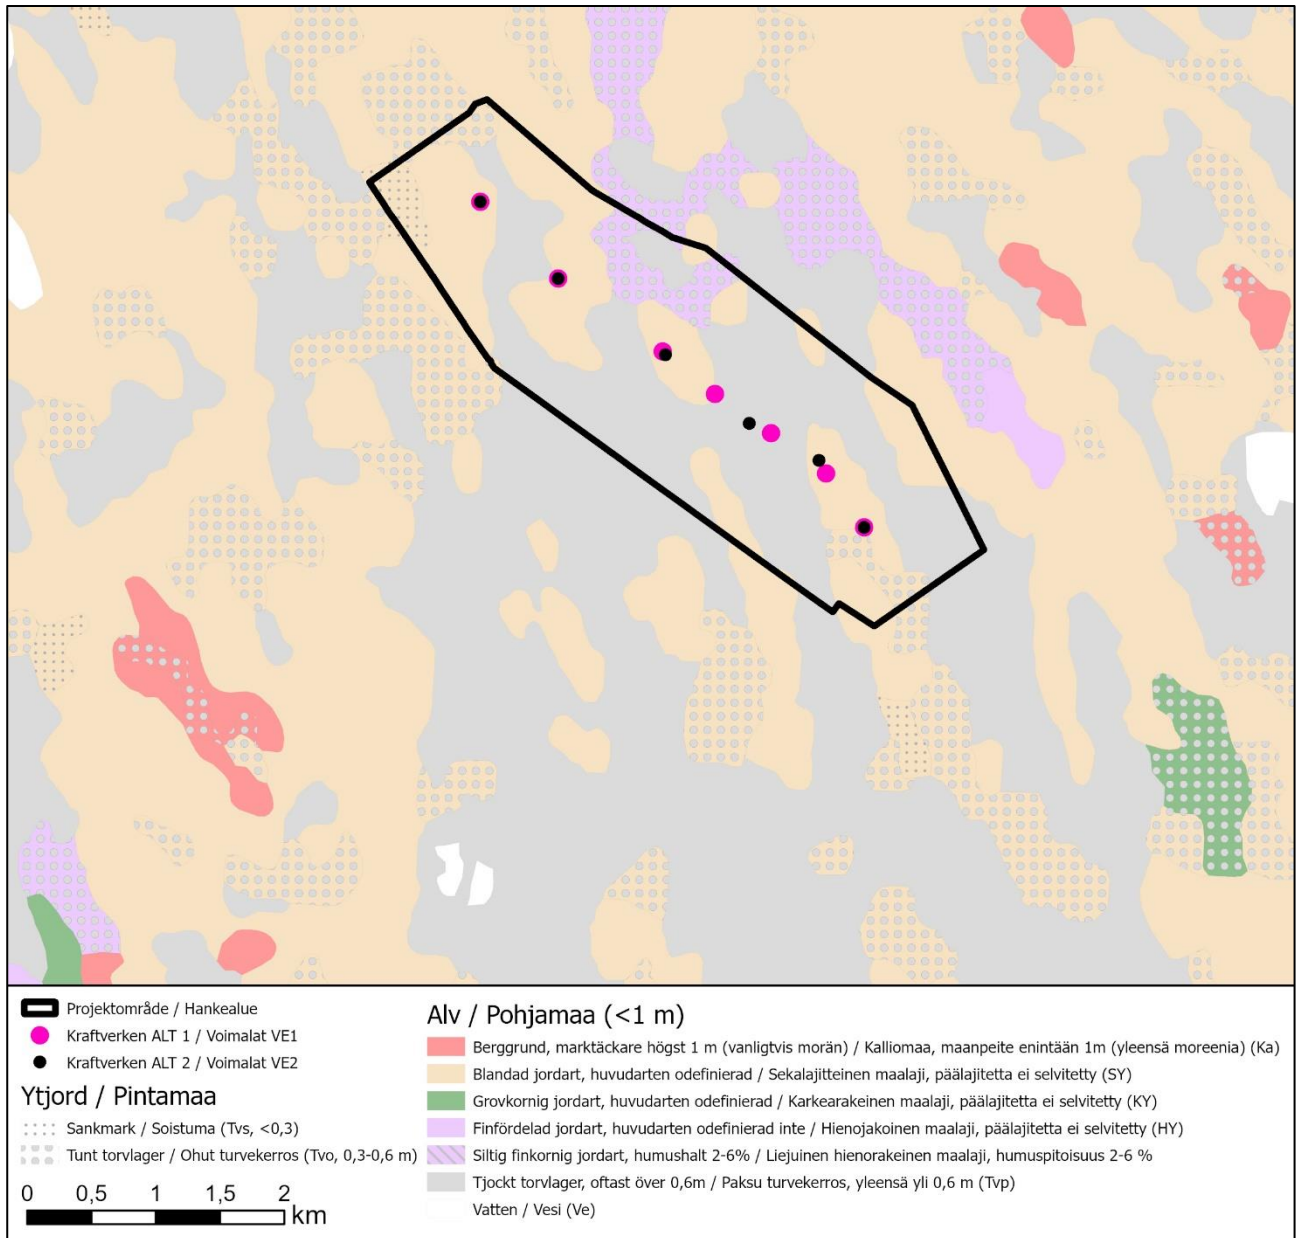 Projektområde / Hankealue
Kraftverken ALT 1 / Voimalat VE1
Kraftverken ALT 2 / Voimalat VE2
Ytjord / Pintamaa
Sankmark / Soistuma (Tvs, <0,3)
Tunt torvlager / Ohut turvekerros (Tvo, 0,3-0,6 m)
0 0,5 1 1,5 2
km
Alv / Pohjamaa (<1 m)
Berggrund, marktäckare högst 1 m (vanligtvis morän) / Kalliomaa, maanpeite enintään 1m (yleensä moreenia) (Ka)
Blandad jordart, huvudarten odefinierad / Sekalajitteinen maalaji, päälajitetta ei selvitetty (SY)
Grovkornig jordart, huvudarten odefinierad / Karkearakeinen maalaji, päälajitetta ei selvitetty (KY)
Finfördelad jordart, huvudarten odefinierad inte / Hienojakoinen maalaji, päälajitetta ei selvitetty (HY)
Siltig finkornig jordart, humushalt 2-6% / Liejuinen hienorakeinen maalaji, humuspitoisuus 2-6 %
Tjockt torvlager, oftast över 0,6m / Paksu turvekerros, yleensä yli 0,6 m (Tvp)
Vatten / Vesi (Ve)